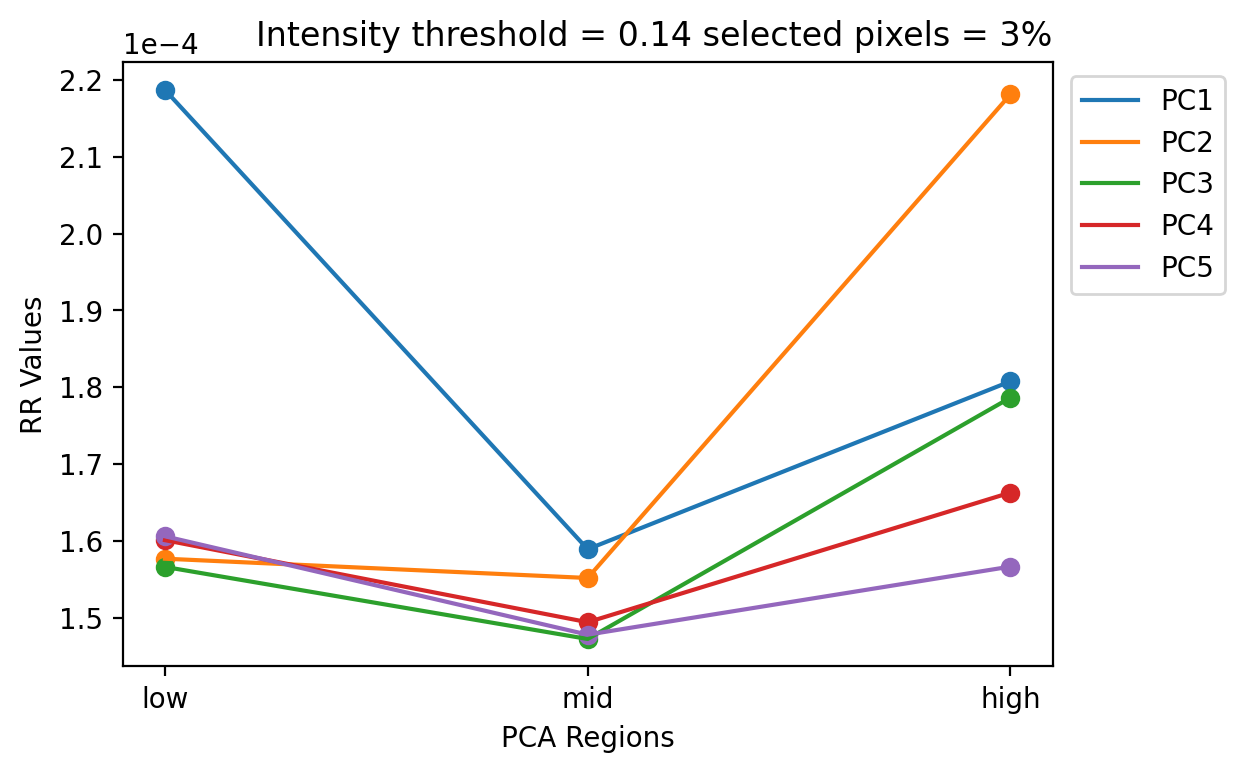 Intensity threshold = 0.14 selected pixels = 3%
1e−4
2.2
2.1
2.0
1.9
1.8
1.7
1.6
1.5
RR Values
low mid high
PCA Regions
PC1
PC2
PC3
PC4
PC5